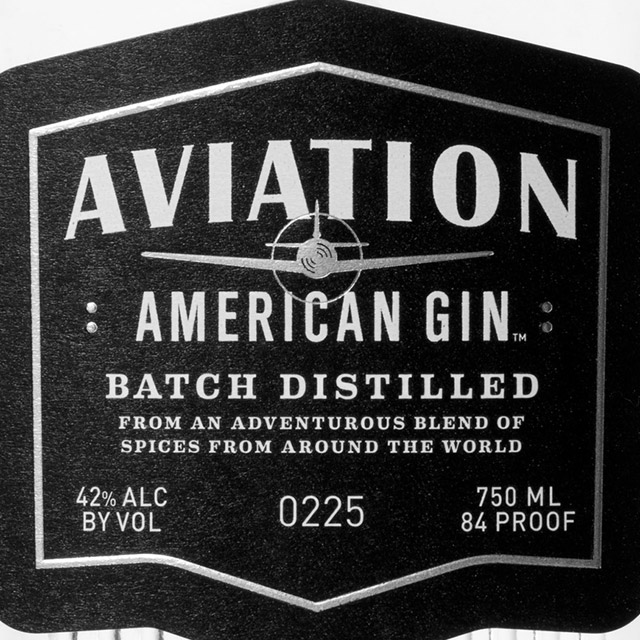 AVIATION
AMERICAN GIN™
BATCH DISTILLED
FROM AN ADVENTUROUS BLEND OF
SPICES FROM AROUND THE WORLD
42% ALC
BY VOL
0225
750 ML
84 PROOF